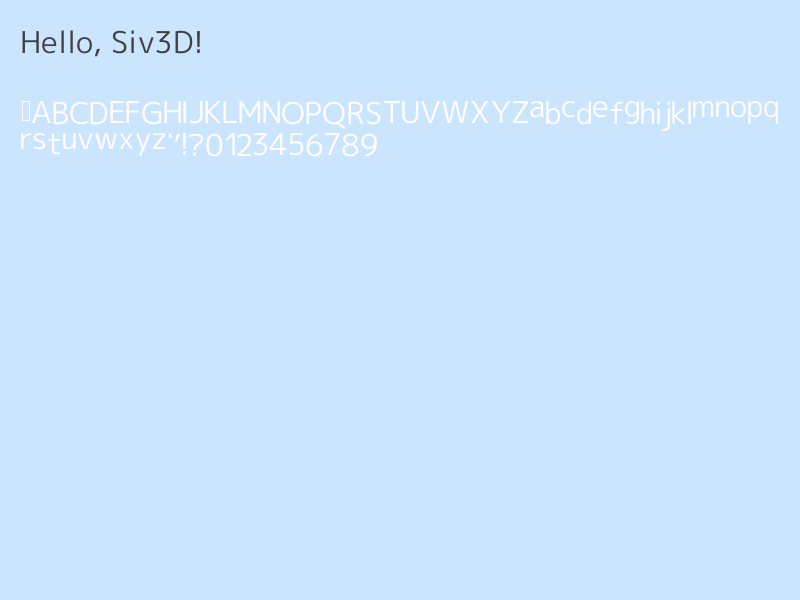 Hello, Siv3D!
ABCDEFGHIJKLMNOPQRSTUVWXYZabcdefghijklmnopq
rstuvwxyz.,!?0123456789